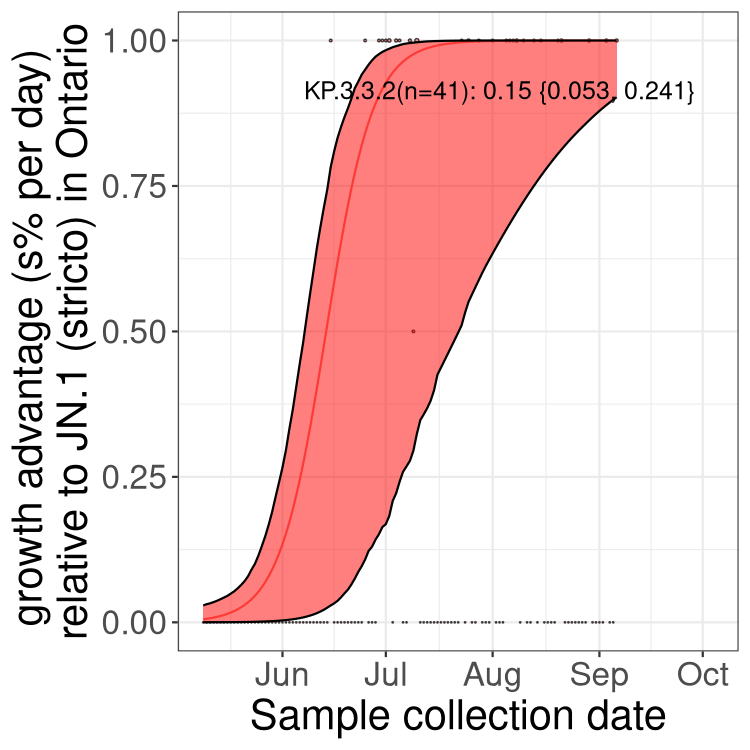 growth advantage (s% per day)
relative to JN.1 (stricto) in Ontario
1.00
0.75
0.50
0.25
0.00
KP.3.3.2(n=41): 0.15 {0.053, 0.241}
Jun Jul Aug Sep Oct
Sample collection date